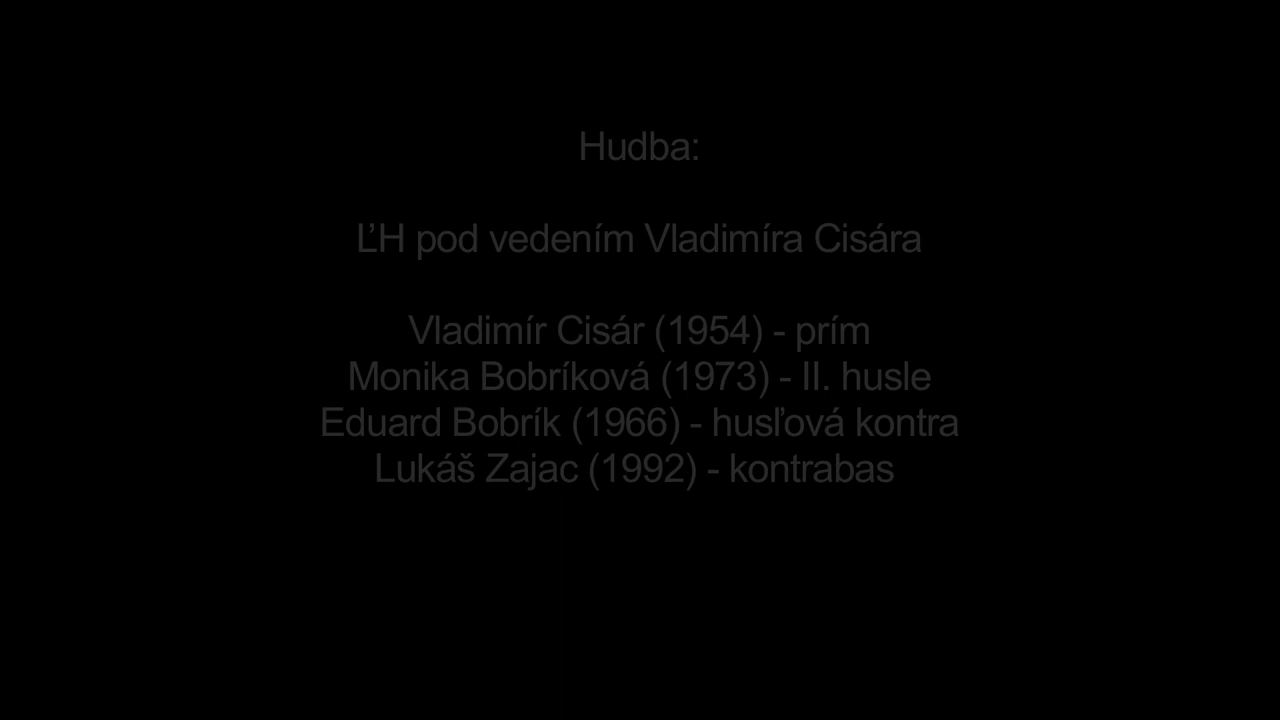 Hudba:
ĽH pod vedením Vladimíra Cisára
Vladimír Cisár (1954) - prím
Monika Bobríková (1973) - II. husle
Eduard Bobrík (1966) - husľová kontra
Lukáš Zajac (1992) - kontrabas